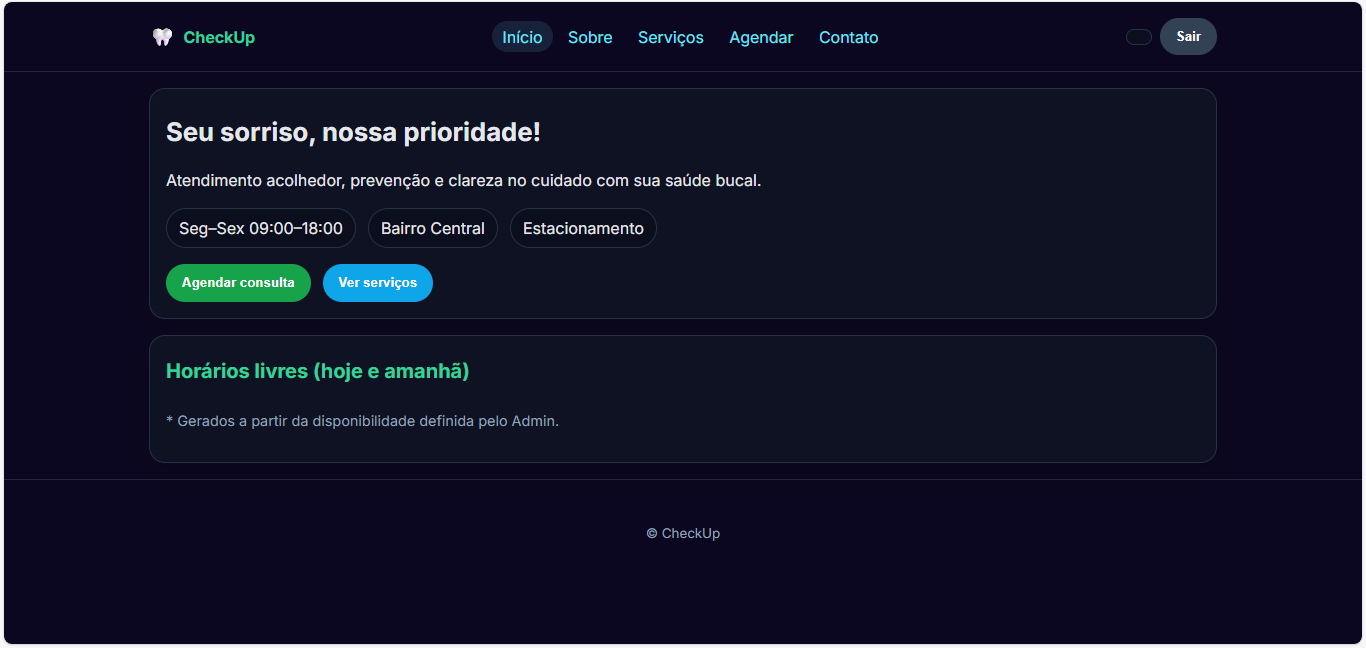 CheckUp
Início Sobre Serviços Agendar Contato
Sair
Seu sorriso, nossa prioridade!
Atendimento acolhedor, prevenção e clareza no cuidado com sua saúde bucal.
Seg–Sex 09:00–18:00 Bairro Central Estacionamento
Agendar consulta Ver serviços
Horários livres (hoje e amanhã)
* Gerados a partir da disponibilidade definida pelo Admin.
© CheckUp